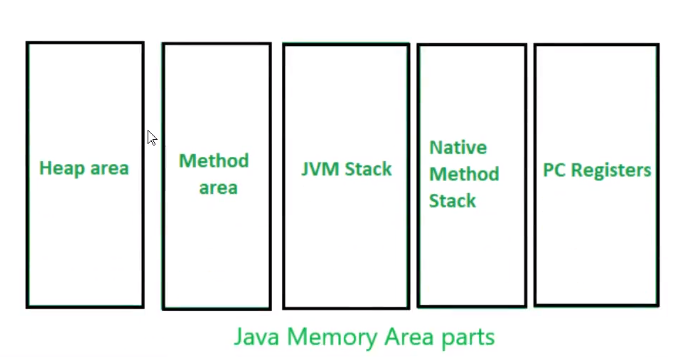 Heap area
Method
area
JVM Stack
Native
Method
Stack
PC Registers
Java Memory Area parts